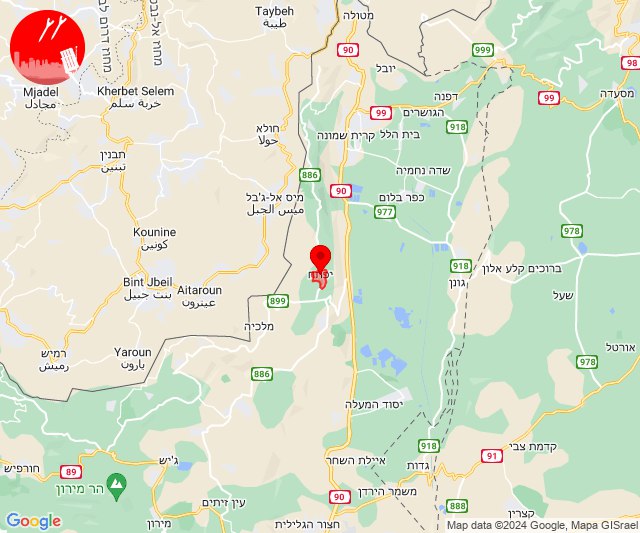 Taybeh
طيبة
מטולה
90
999
יובל
98
מסעדה
99
דפנה
99
הגושרים
Mjadel
مجادل
Kherbet Selem
خربة سلم
חולא
حولا
קרית שמונה
בית הלל
918
תבנין
تبنين
886
שדה נחמיה
מיס אל-ג'בל
ميس الجبل
90
כפר בלום
977
Kounine
كونين
978
918
ברוכים קלע אלון
גונן
יפתח
Bint Jbeil
بنت جبيل
Aitaroun
عيترون
899
שעל
מלכיה
Yaroun
يارون
רמיש
رميش
אורטל
978
886
יסוד המעלה
918
קדמת צבי
91
89
חורפיש
ג'יש
איילת השחר
גדות
הר מירון
עין זיתים
90
משמר הירדן
888
קצרין
מירון
חצור הגלילית
Google
Map data ©2024 Google, Mapa GISrael